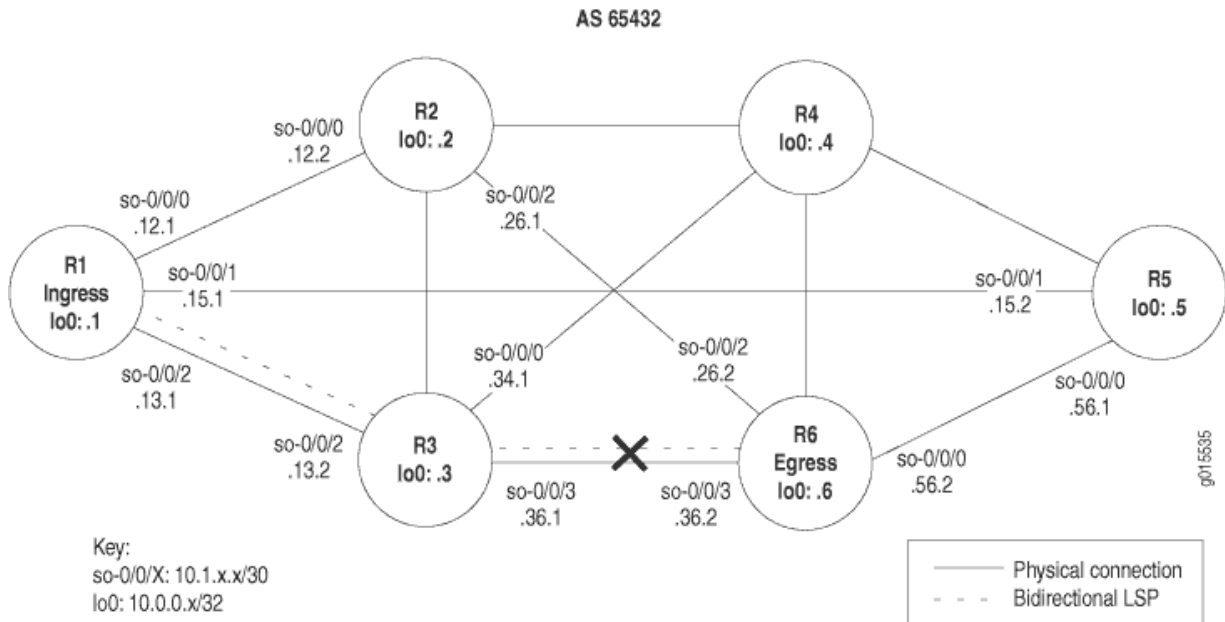 AS 65432
R2
lo0: .2
R4
lo0: .4
so-0/0/0
.12.2
so-0/0/2
.26.1
so-0/0/0
.12.1
R1
Ingress
lo0: .1
so-0/0/1
.15.1
so-0/0/1
.15.2
R5
lo0: .5
so-0/0/2
.13.1
so-0/0/0
.34.1
so-0/0/2
.26.2
so-0/0/0
.56.1
so-0/0/2
.13.2
R3
lo0: .3
R6
Egress
lo0: .6
so-0/0/0
.56.2
so-0/0/3
.36.1
so-0/0/3
.36.2
g015535
Key:
so-0/0/X: 10.1.x.x/30
lo0: 10.0.0.x/32
Physical connection
Bidirectional LSP